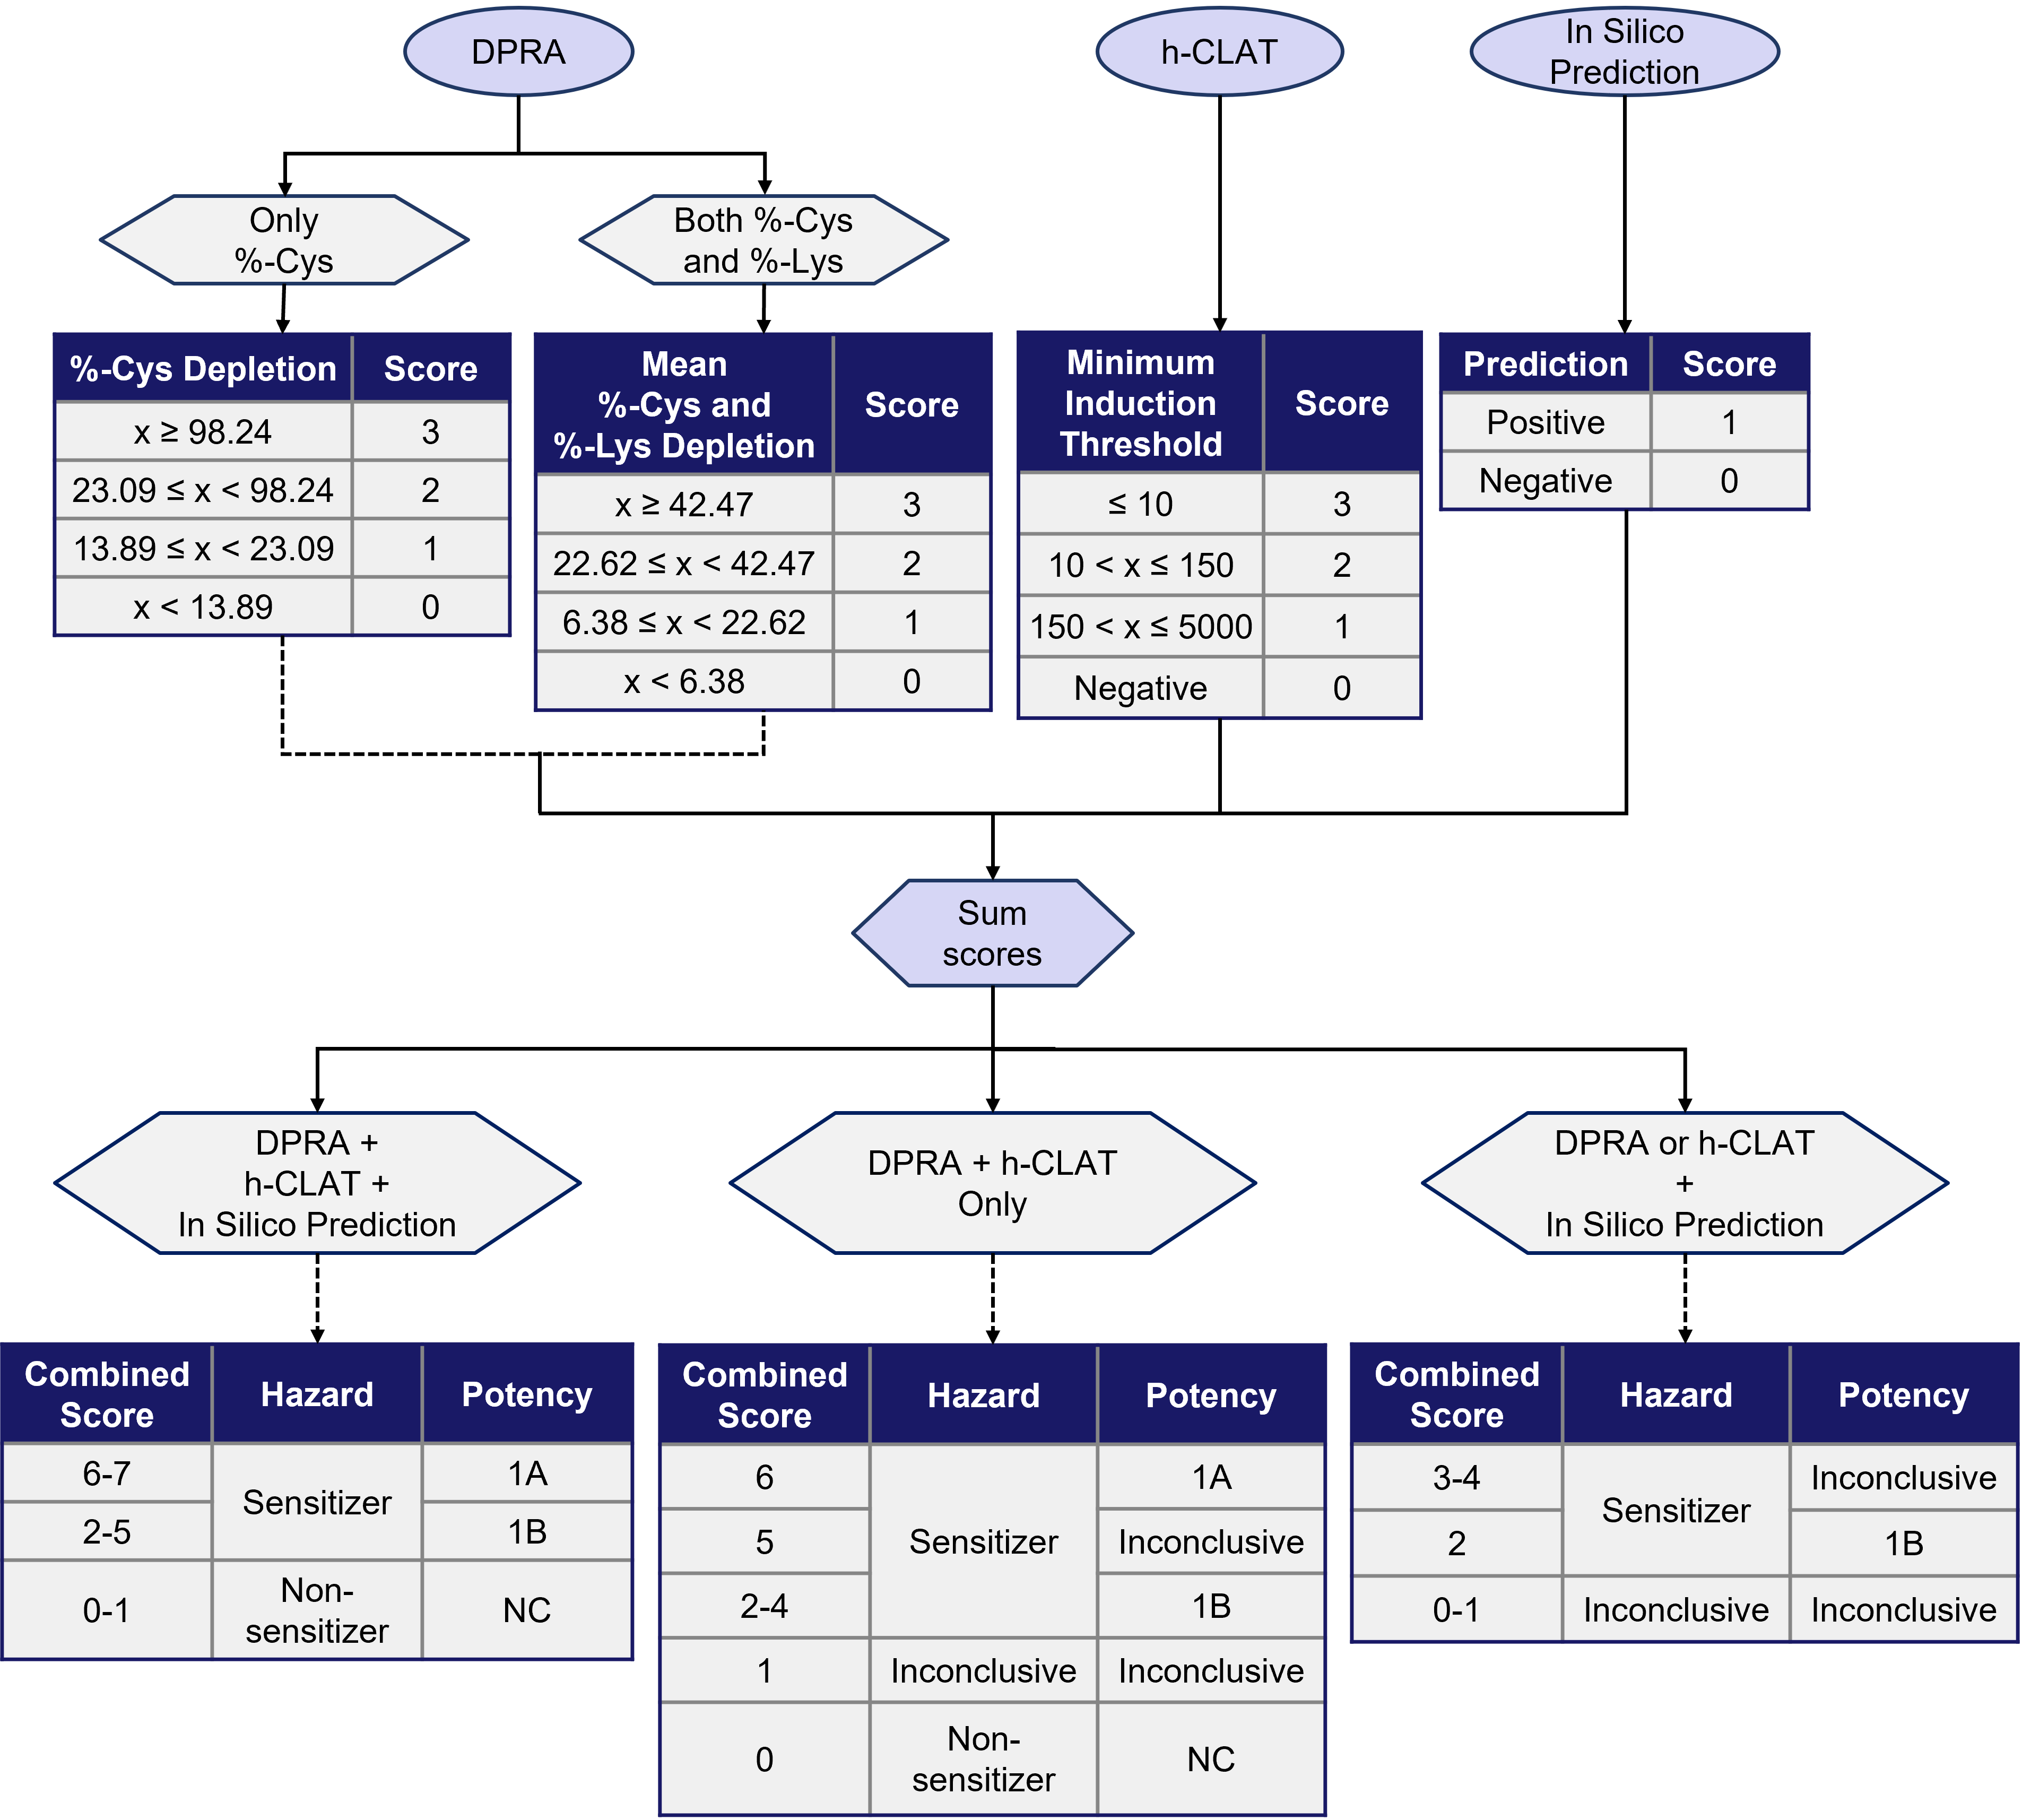 DPRA
h-CLAT
In Silico
Prediction
Only
%-Cys
Both %-Cys
and %-Lys
%-Cys Depletion Score
x ≥ 98.24 3
23.09 ≤ x < 98.24 2
13.89 ≤ x < 23.09 1
x < 13.89 0
Mean
%-Cys and
%-Lys Depletion
Score
x ≥ 42.47 3
22.62 ≤ x < 42.47 2
6.38 ≤ x < 22.62 1
x < 6.38 0
Minimum
Induction
Threshold
Score
≤ 10 3
10 < x ≤ 150 2
150 < x ≤ 5000 1
Negative 0
Prediction Score
Positive 1
Negative 0
Sum
scores
DPRA +
h-CLAT +
In Silico Prediction
DPRA + h-CLAT
Only
DPRA or h-CLAT
+
In Silico Prediction
Combined
Score
Hazard
Potency
6-7
Sensitizer
1A
2-5
1B
0-1
Non-
sensitizer
NC
Combined
Score
Hazard
Potency
6
1A
5
Sensitizer
Inconclusive
2-4
1B
1
Inconclusive
Inconclusive
0
Non-
sensitizer
NC
Combined
Score
Hazard
Potency
3-4
Sensitizer
Inconclusive
2
1B
0-1
Inconclusive
Inconclusive